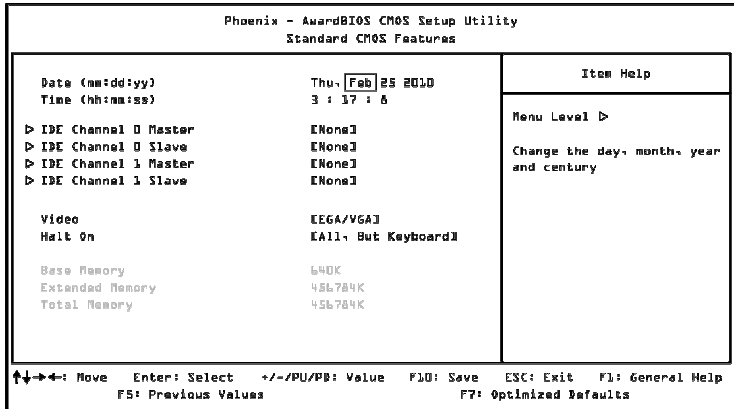 Phoenix - AwardBIOS CMOS Setup Utility
Standard CMOS Features
Date (mm:dd:yy) Thu, Feb 25 2010
Time (hh:mm:ss) 3 : 17 : 8
▷ IDE Channel 0 Master [None]
▷ IDE Channel 0 Slave [None]
▷ IDE Channel 1 Master [None]
▷ IDE Channel 1 Slave [None]
Video [EGA/VGA]
Halt On [All, But Keyboard]
Base Memory 640K
Extended Memory 456784K
Total Memory 456784K
Item Help
Menu Level ▷
Change the day, month, year
and century
↑↓→←: Move Enter: Select +/-/PU/PD: Value F10: Save ESC: Exit F1: General Help
F5: Previous Values F7: Optimized Defaults